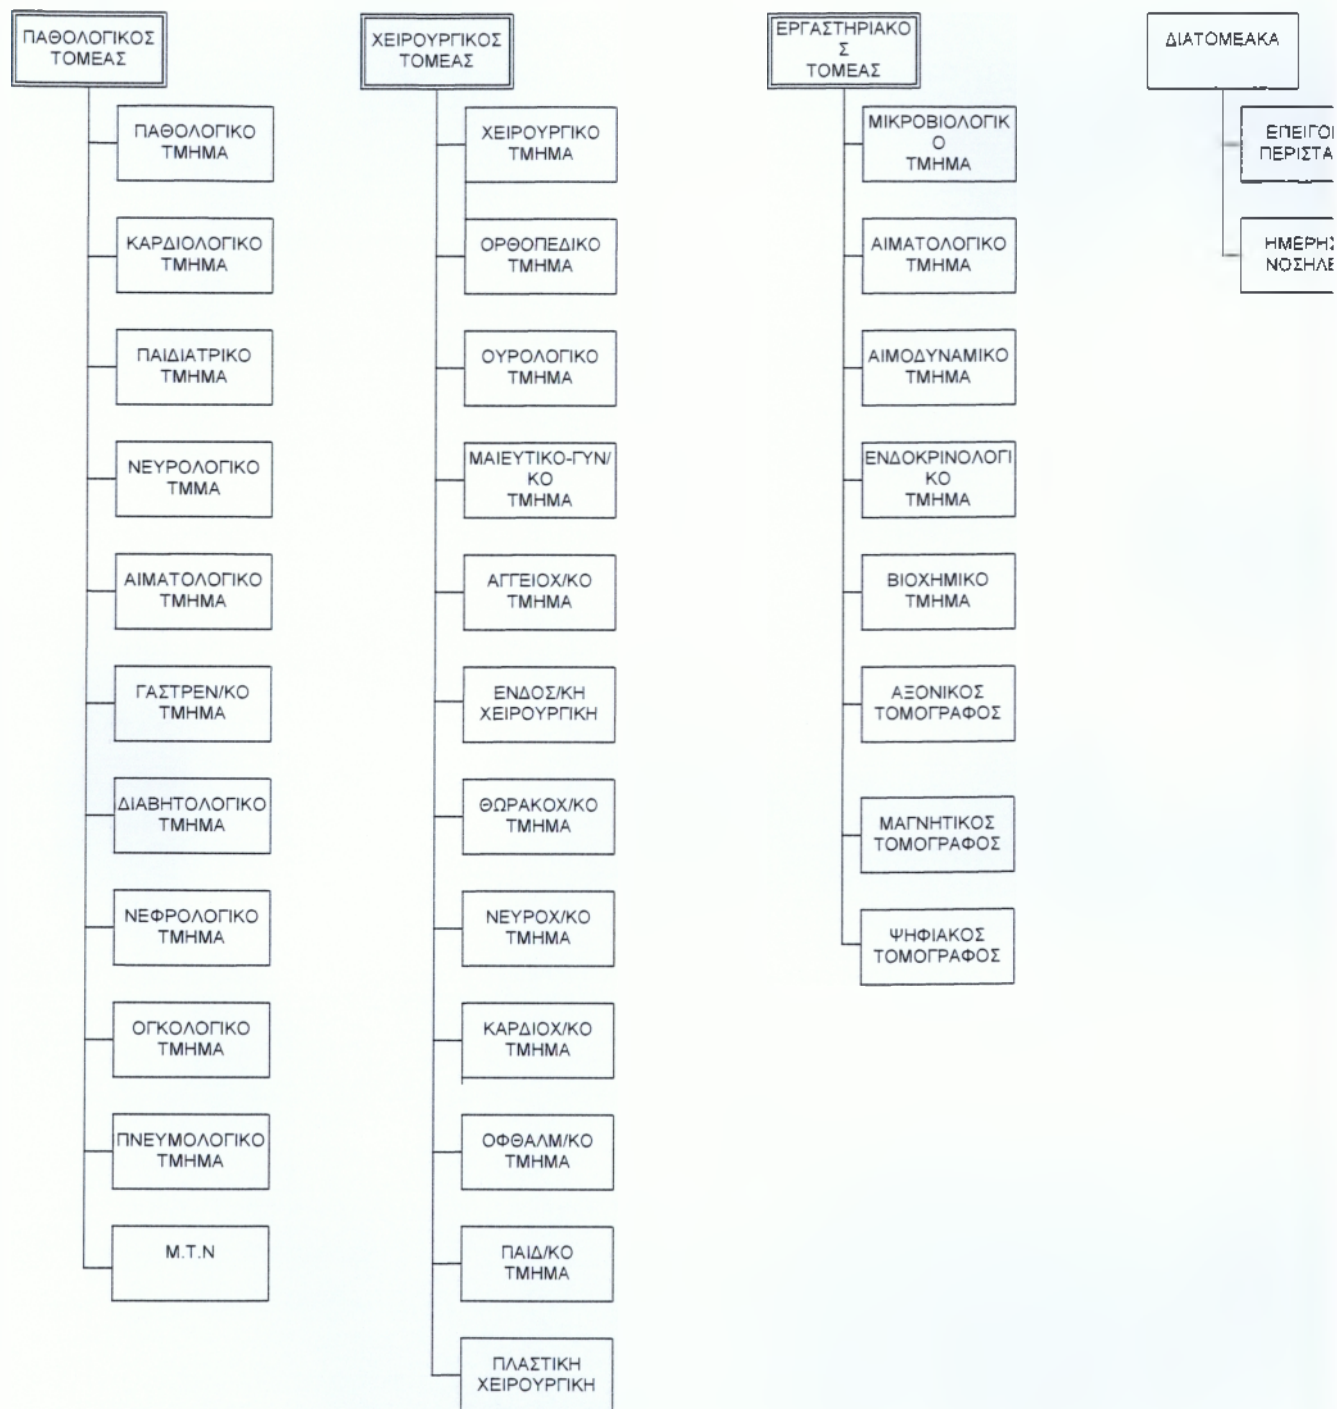 ΠΑΘΟΛΟΓΙΚΟΣ
ΤΟΜΕΑΣ
ΠΑΘΟΛΟΓΙΚΟ
ΤΜΗΜΑ
ΚΑΡΔΙΟΛΟΓΙΚΟ
ΤΜΗΜΑ
ΠΑΙΔΙΑΤΡΙΚΟ
ΤΜΗΜΑ
ΝΕΥΡΟΛΟΓΙΚΟ
ΤΜΜΑ
ΑΙΜΑΤΟΛΟΓΙΚΟ
ΤΜΗΜΑ
ΓΑΣΤΡΕΝ/ΚΟ
ΤΜΗΜΑ
ΔΙΑΒΗΤΟΛΟΓΙΚΟ
ΤΜΗΜΑ
ΝΕΦΡΟΛΟΓΙΚΟ
ΤΜΗΜΑ
ΟΓΚΟΛΟΓΙΚΟ
ΤΜΗΜΑ
ΠΝΕΥΜΟΛΟΓΙΚΟ
ΤΜΗΜΑ
Μ.Τ.Ν
ΧΕΙΡΟΥΡΓΙΚΟΣ
ΤΟΜΕΑΣ
ΧΕΙΡΟΥΡΓΙΚΟ
ΤΜΗΜΑ
ΟΡΘΟΠΕΔΙΚΟ
ΤΜΗΜΑ
ΟΥΡΟΛΟΓΙΚΟ
ΤΜΗΜΑ
ΜΑΙΕΥΤΙΚΟ-ΓΥΝ/
ΚΟ
ΤΜΗΜΑ
ΑΓΓΕΙΟΧ/ΚΟ
ΤΜΗΜΑ
ΕΝΔΟΣ/ΚΗ
ΧΕΙΡΟΥΡΓΙΚΗ
ΘΩΡΑΚΟΧ/ΚΟ
ΤΜΗΜΑ
ΝΕΥΡΟΧ/ΚΟ
ΤΜΗΜΑ
ΚΑΡΔΙΟΧ/ΚΟ
ΤΜΗΜΑ
ΟΦΘΑΛΜ/ΚΟ
ΤΜΗΜΑ
ΠΑΙΔ/ΚΟ
ΤΜΗΜΑ
ΠΛΑΣΤΙΚΗ
ΧΕΙΡΟΥΡΓΙΚΗ
ΕΡΓΑΣΤΗΡΙΑΚΟ
Σ
ΤΟΜΕΑΣ
ΜΙΚΡΟΒΙΟΛΟΓΙΚ
Ο
ΤΜΗΜΑ
ΑΙΜΑΤΟΛΟΓΙΚΟ
ΤΜΗΜΑ
ΑΙΜΟΔΥΝΑΜΙΚΟ
ΤΜΗΜΑ
ΕΝΔΟΚΡΙΝΟΛΟΓΙ
ΚΟ
ΤΜΗΜΑ
ΒΙΟΧΗΜΙΚΟ
ΤΜΗΜΑ
ΑΞΟΝΙΚΟΣ
ΤΟΜΟΓΡΑΦΟΣ
ΜΑΓΝΗΤΙΚΟΣ
ΤΟΜΟΓΡΑΦΟΣ
ΨΗΦΙΑΚΟΣ
ΤΟΜΟΓΡΑΦΟΣ
ΔΙΑΤΟΜΕΑΚΑ
ΠΕΡΙΣΤΑ
ΝΟΣΗΛΕ